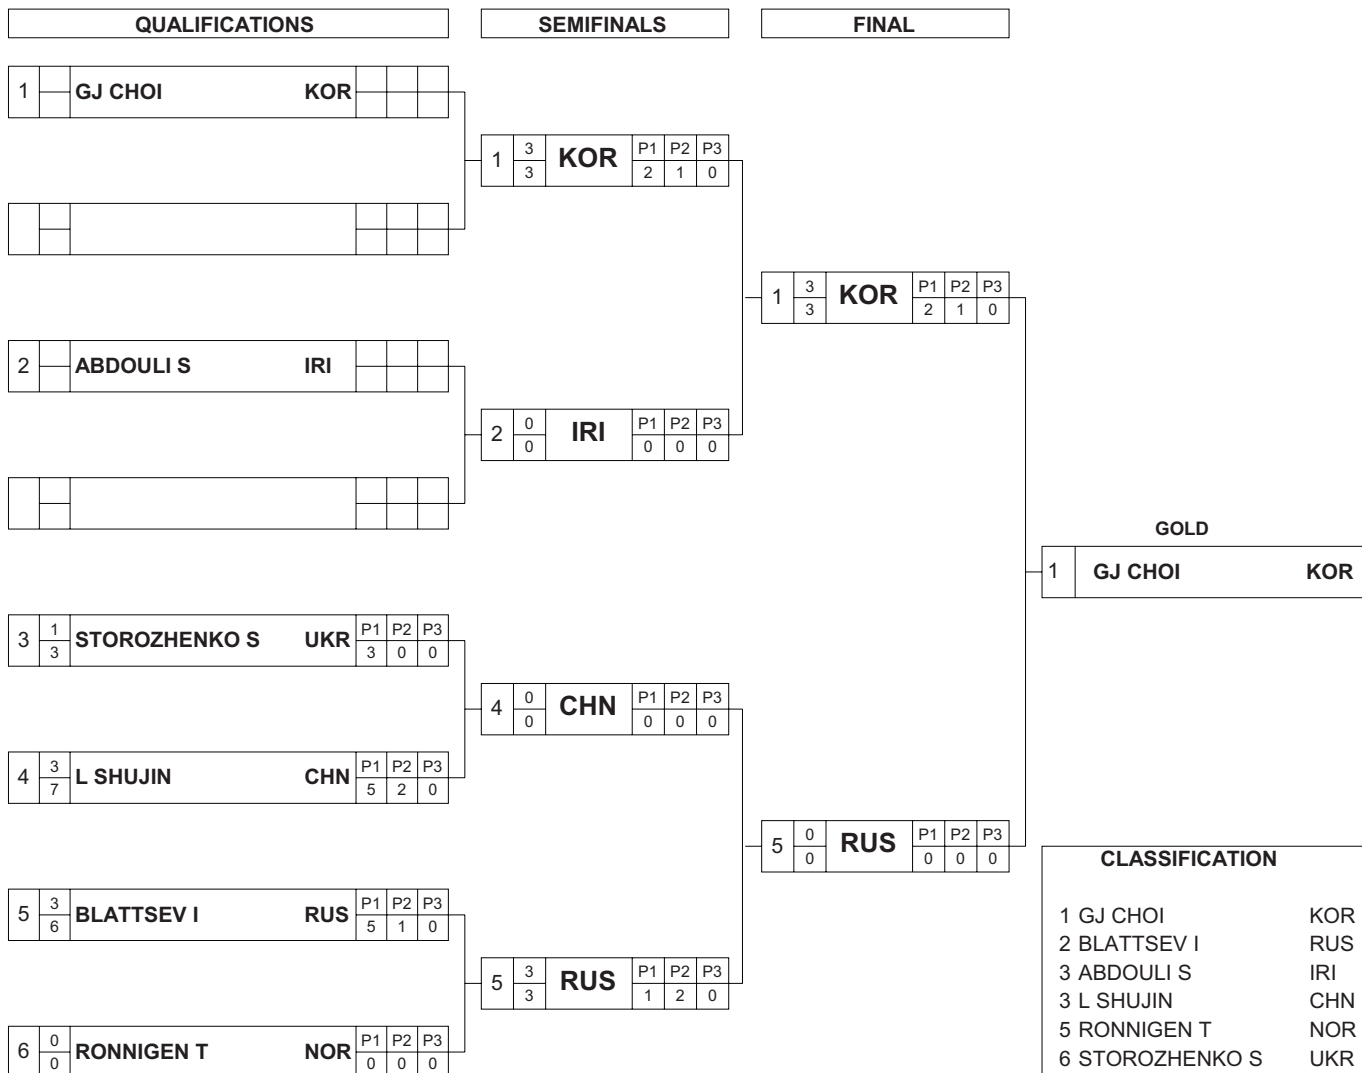 QUALIFICATIONS SEMIFINALS FINAL
1 GJ CHOI KOR
1 3 3 KOR P1 P2 P3
2 1 0
1 3 3 KOR P1 P2 P3
2 1 0
2 ABDOULI S IRI
2 0 0 IRI P1 P2 P3
0 0 0
GOLD
1 GJ CHOI KOR
3 1 3 STOROZHENKO S UKR P1 P2 P3
3 0 0
4 0 0 CHN P1 P2 P3
0 0 0
4 3 7 L SHUJIN CHN P1 P2 P3
5 2 0
5 0 0 RUS P1 P2 P3
0 0 0
5 3 6 BLATTSEV I RUS P1 P2 P3
5 1 0
5 3 3 RUS P1 P2 P3
1 2 0
6 0 0 RONNIGEN T NOR P1 P2 P3
0 0 0
CLASSIFICATION
1 GJ CHOI KOR
2 BLATTSEV I RUS
3 ABDOULI S IRI
3 L SHUJIN CHN
5 RONNIGEN T NOR
6 STOROZHENKO S UKR